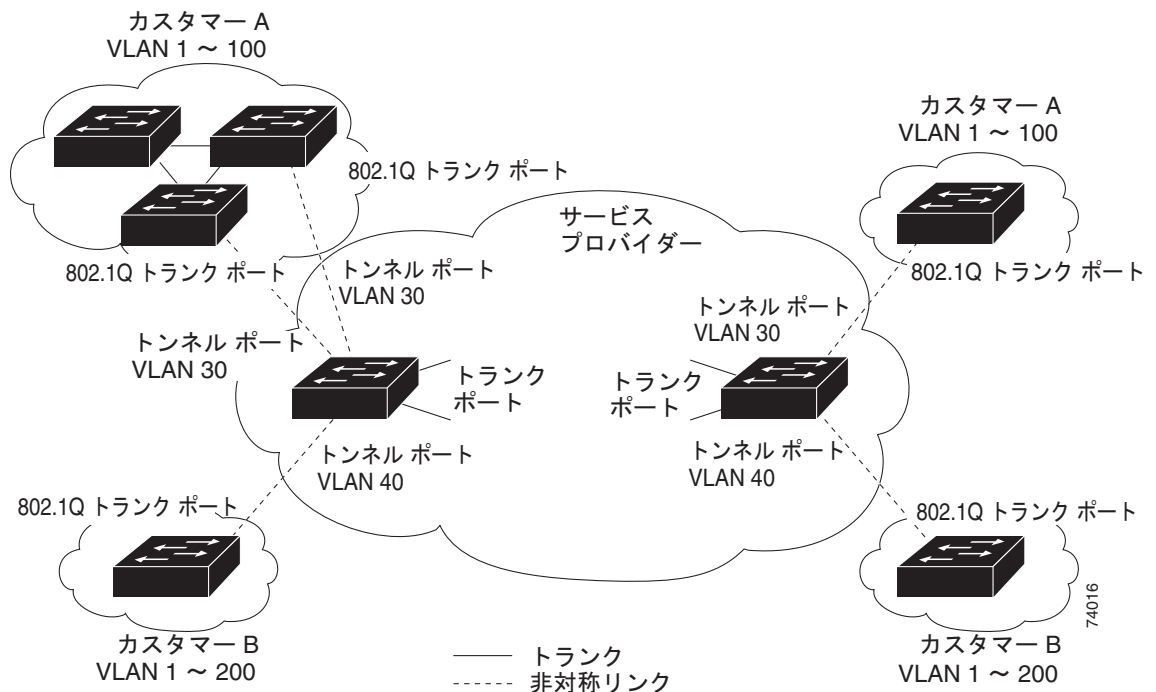 カスタマー A
VLAN 1 ～ 100
カスタマー A
VLAN 1 ～ 100
802.1Q トランク ポート
サービス
プロバイダー
802.1Q トランク ポート
トンネル ポート
VLAN 30
802.1Q トランク ポート
トンネル ポート
VLAN 30
トンネル ポート
VLAN 30
トランク
ポート
トランク
ポート
トンネル ポート
VLAN 40
トンネル ポート
VLAN 40
802.1Q トランク ポート
802.1Q トランク ポート
カスタマー B
VLAN 1 ～ 200
カスタマー B
VLAN 1 ～ 200
74016
トランク
非対称リンク